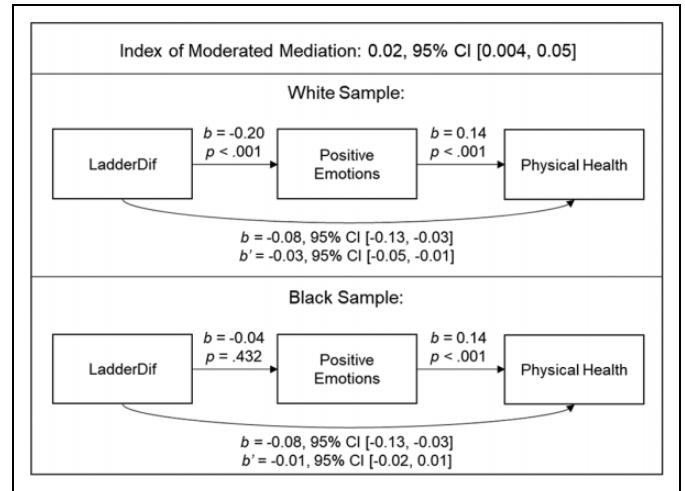 Index of Moderated Mediation: 0.02, 95% CI [0.004, 0.05]
White Sample:
b = -0.20
p < .001
b = 0.14
p < .001
LadderDif
Positive
Emotions
Physical Health
b = -0.08, 95% CI [-0.13, -0.03]
b' = -0.03, 95% CI [-0.05, -0.01]
Black Sample:
b = -0.04
p = .432
b = 0.14
p < .001
LadderDif
Positive
Emotions
Physical Health
b = -0.08, 95% CI [-0.13, -0.03]
b' = -0.01, 95% CI [-0.02, 0.01]